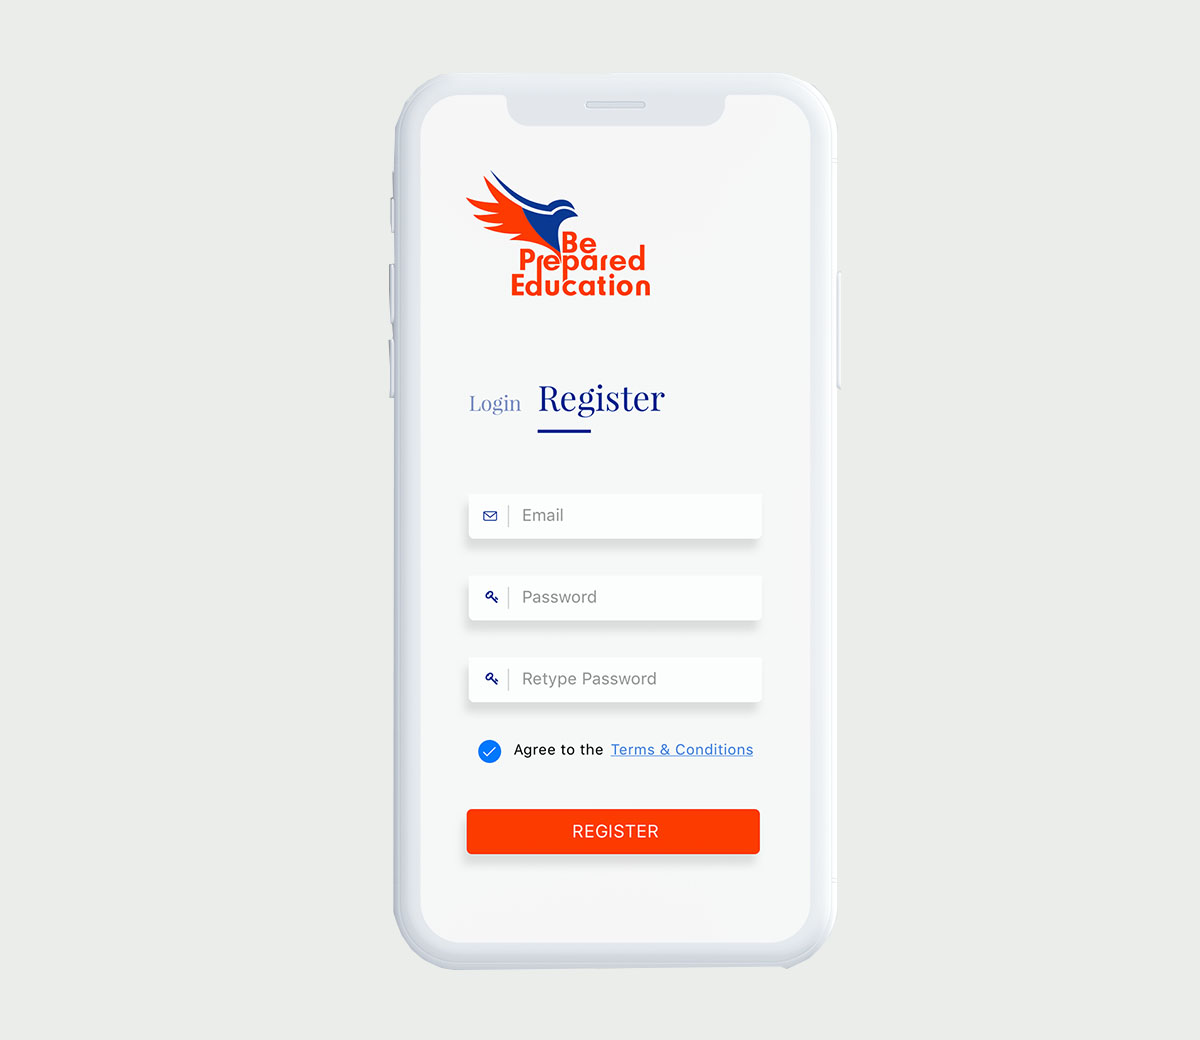 Be
Prepared
Education
Login Register
Email
Password
Retype Password
Agree to the Terms & Conditions
REGISTER